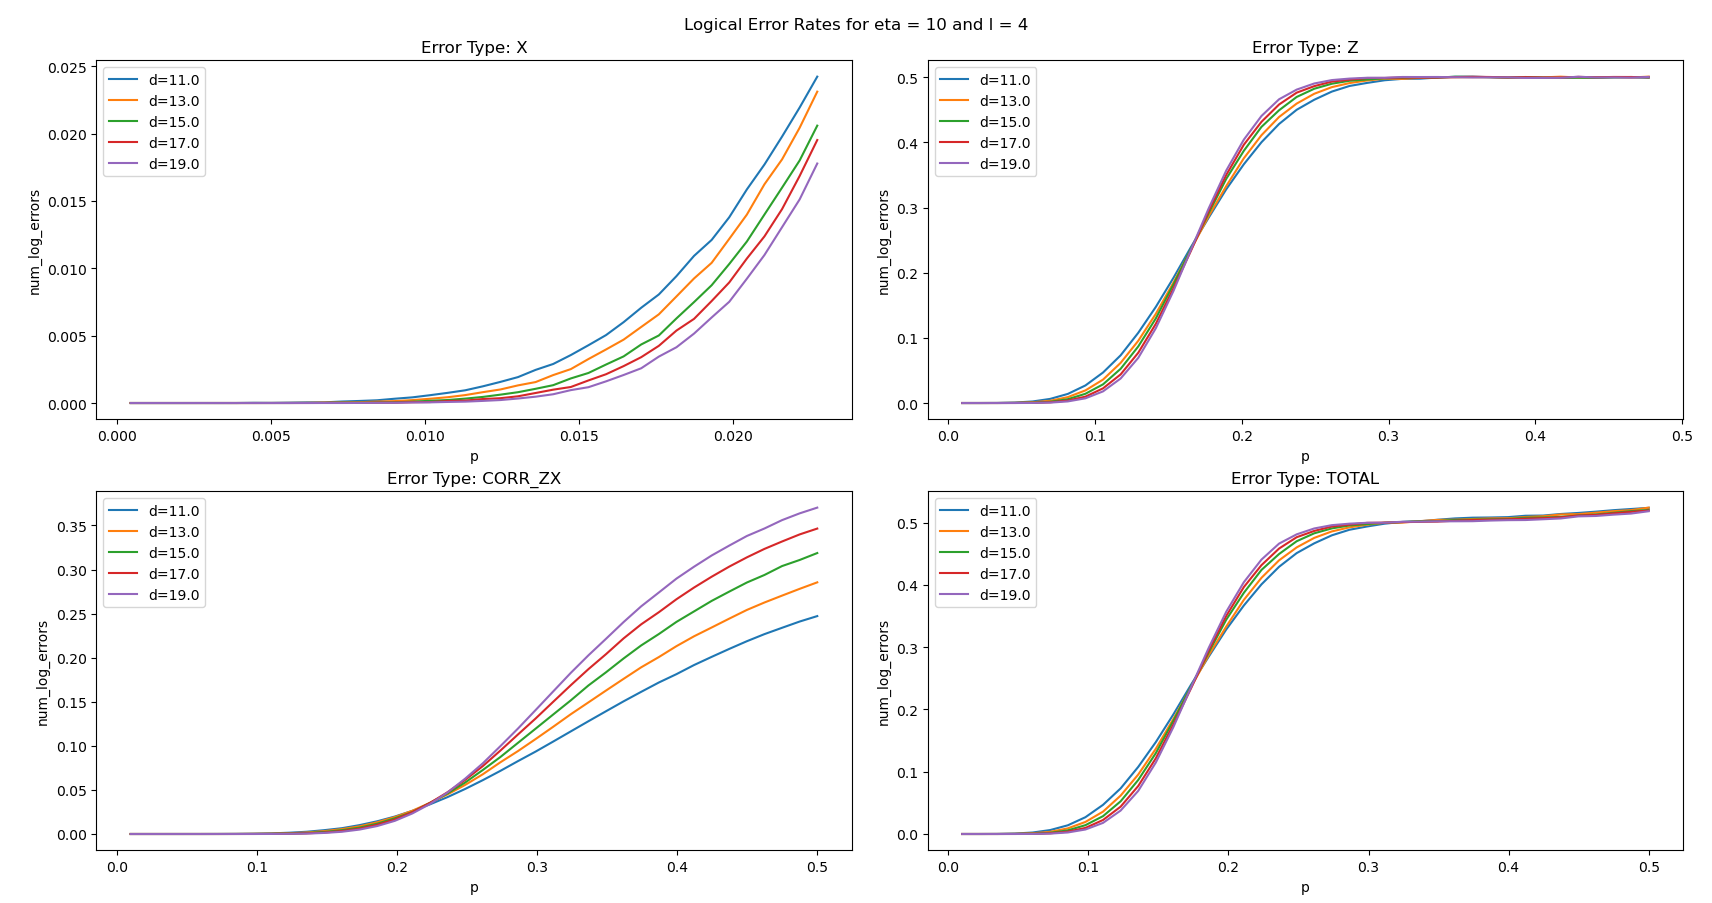 Logical Error Rates for eta = 10 and l = 4
Error Type: X
0.025
0.020
0.015
0.010
0.005
0.000
num_log_errors
d=11.0
d=13.0
d=15.0
d=17.0
d=19.0
0.000 0.005 0.010 0.015 0.020
p
Error Type: Z
0.5
0.4
0.3
0.2
0.1
0.0
num_log_errors
d=11.0
d=13.0
d=15.0
d=17.0
d=19.0
0.0 0.1 0.2 0.3 0.4 0.5
p
Error Type: CORR_ZX
0.35
0.30
0.25
0.20
0.15
0.10
0.05
0.00
num_log_errors
d=11.0
d=13.0
d=15.0
d=17.0
d=19.0
0.0 0.1 0.2 0.3 0.4 0.5
p
Error Type: TOTAL
0.5
0.4
0.3
0.2
0.1
0.0
num_log_errors
d=11.0
d=13.0
d=15.0
d=17.0
d=19.0
0.0 0.1 0.2 0.3 0.4 0.5
p